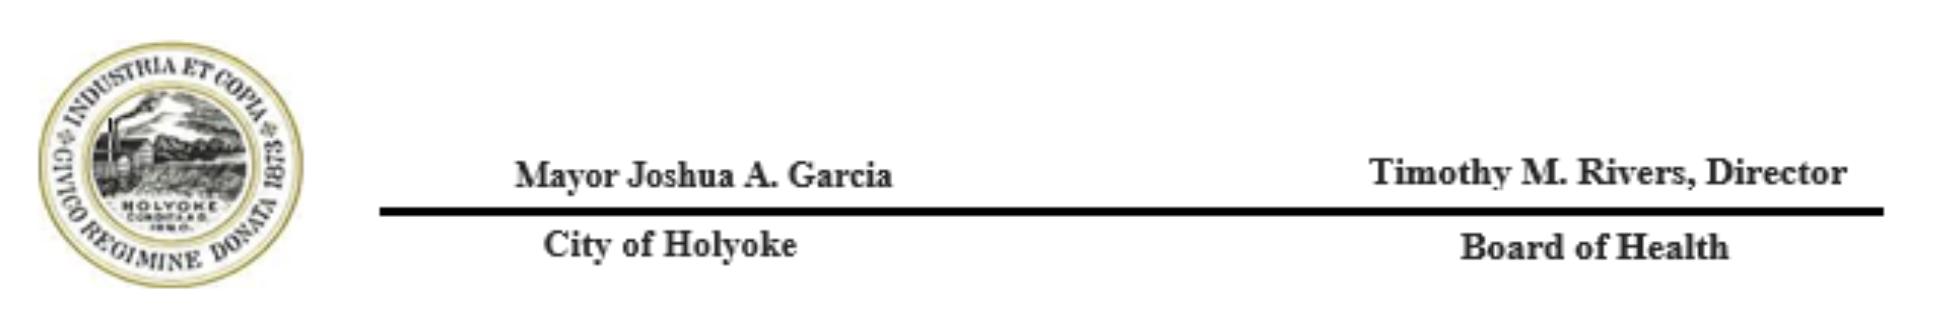 INDUSTRIA ET COPIA
CIVICO REGIMINE DONATA 1873
HOLYOKE
Mayor Joshua A. Garcia
Timothy M. Rivers, Director
City of Holyoke
Board of Health